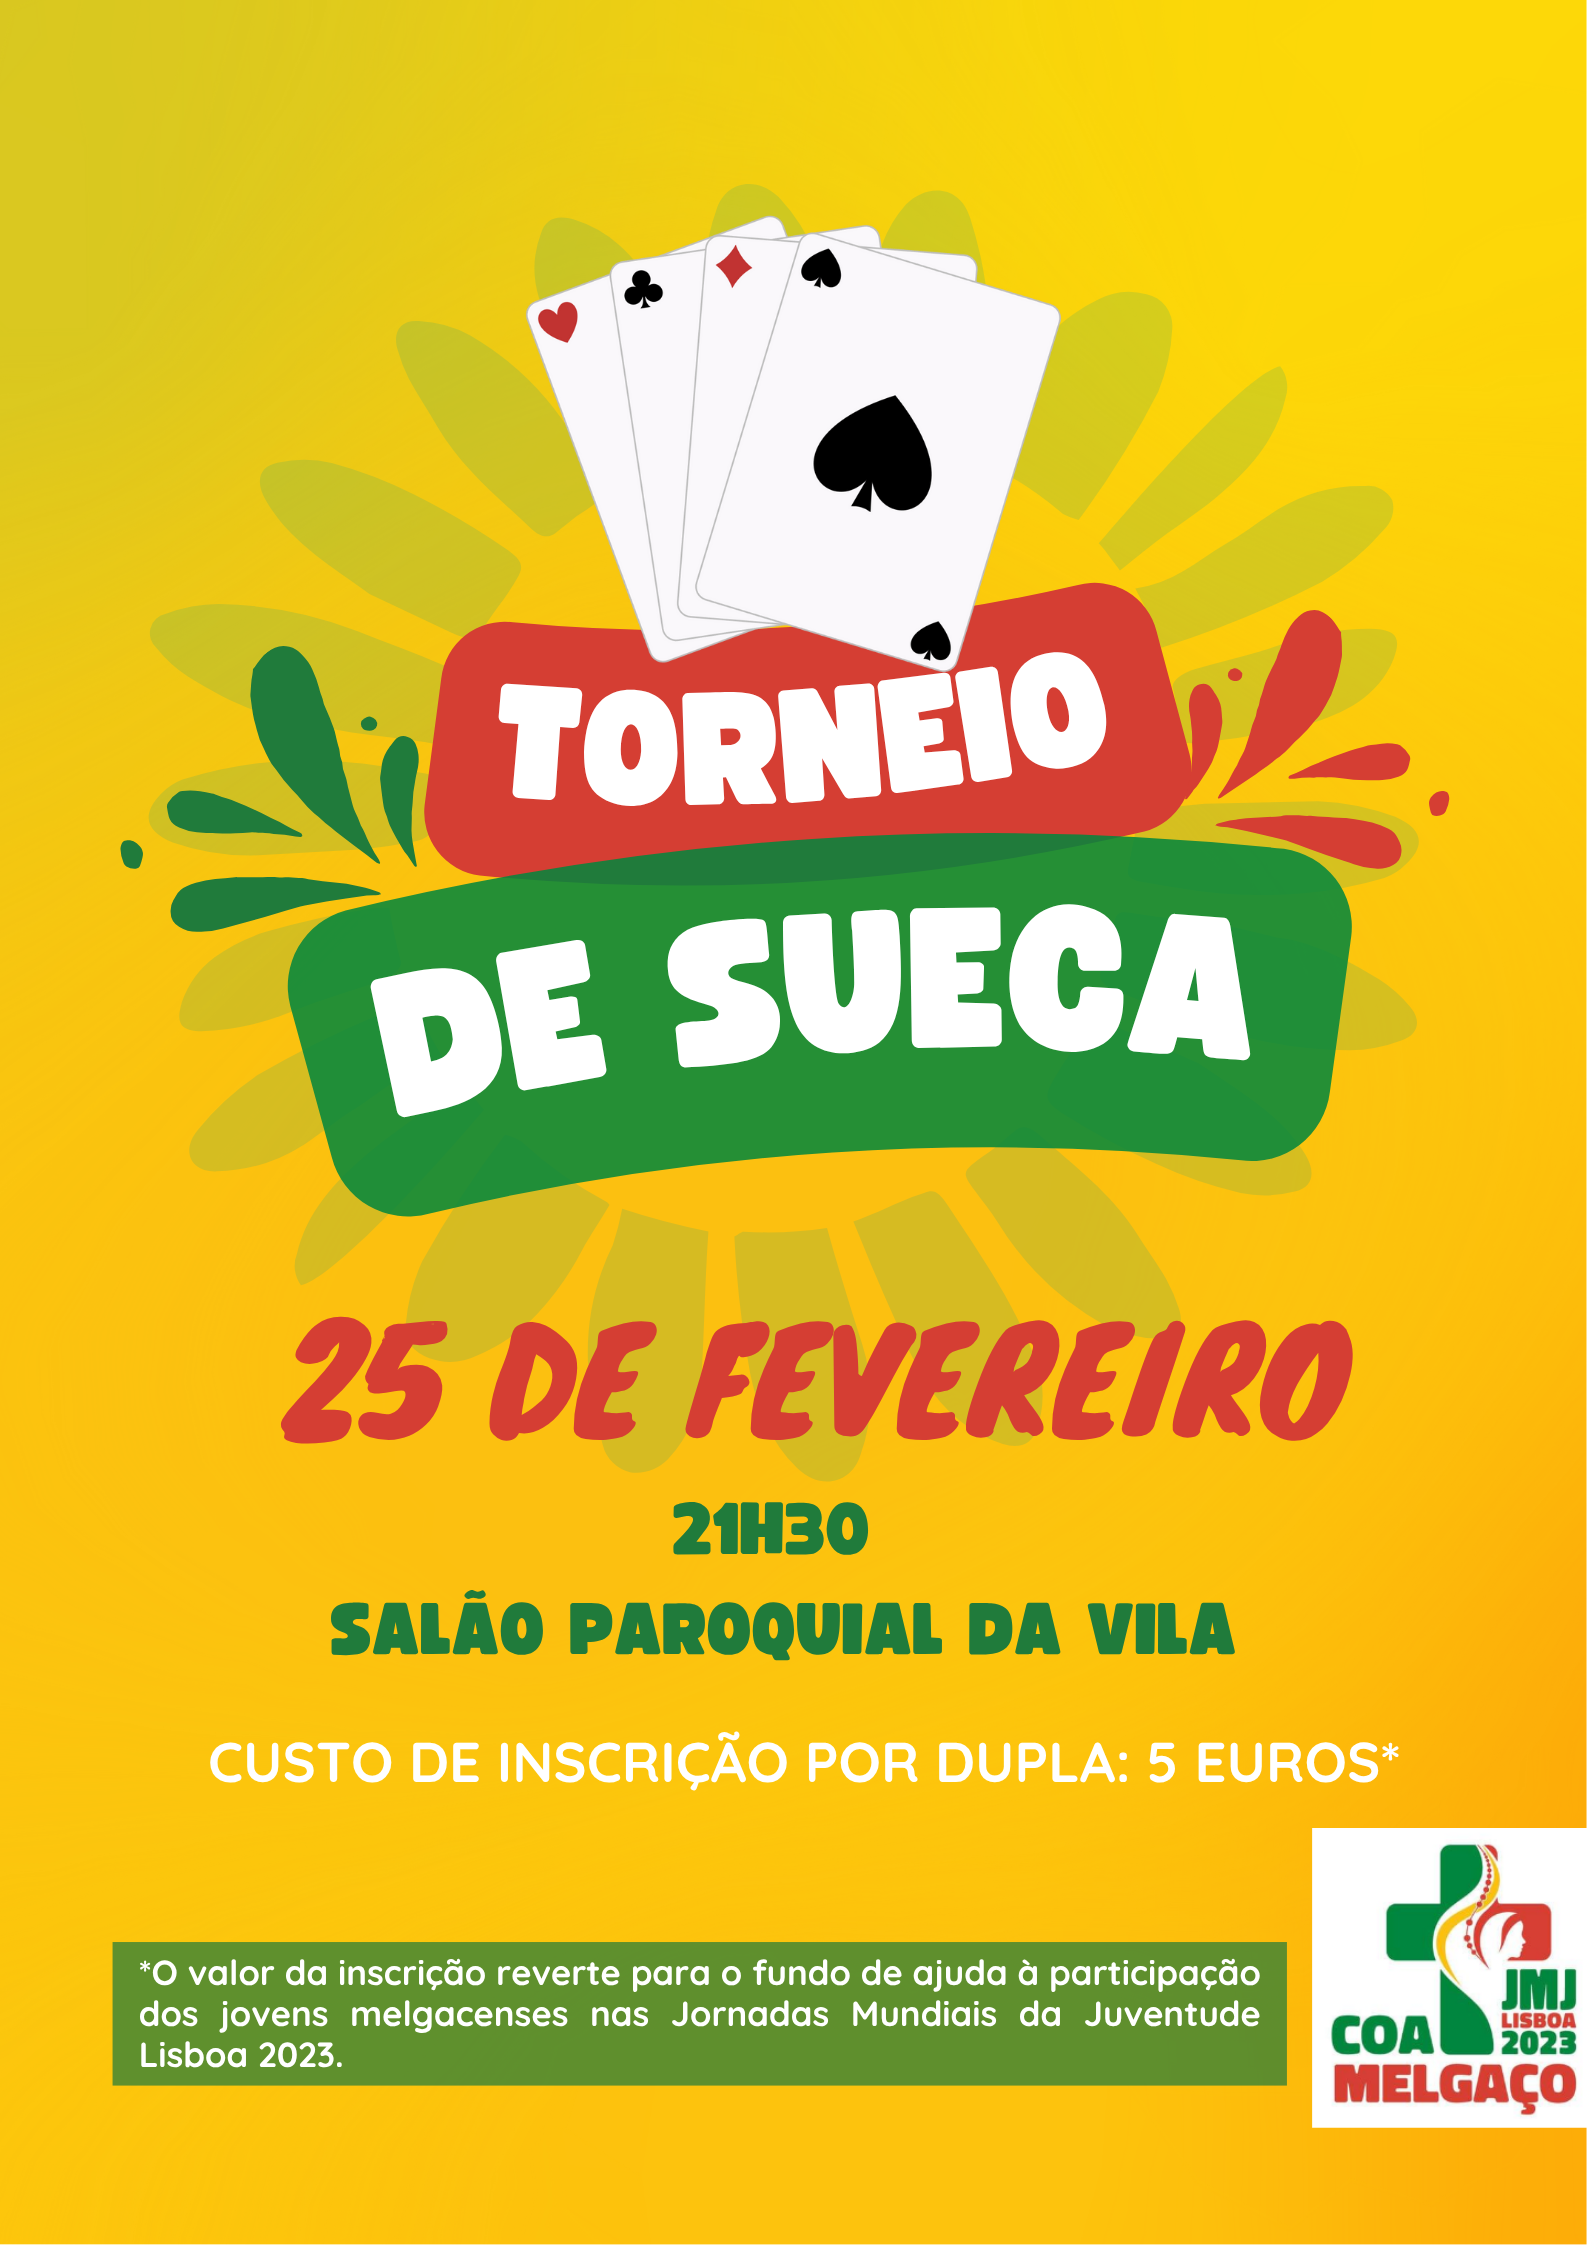 TORNEIO
DE SUECA
25 DE FEVEREIRO
21H30
SALÃO PAROQUIAL DA VILA
CUSTO DE INSCRIÇÃO POR DUPLA: 5 EUROS*
*O valor da inscrição reverte para o fundo de ajuda à participação
dos jovens melgacenses nas Jornadas Mundiais da Juventude
Lisboa 2023.
JMJ
LISBOA
COA 2023
MELGAÇO